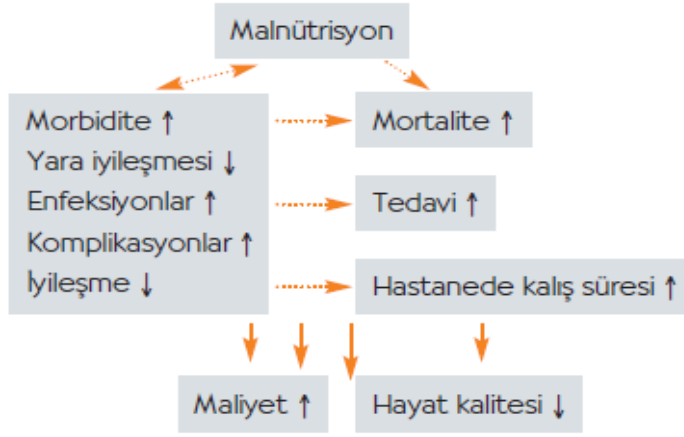 Malnütrisyon
Morbidite ↑
Yara iyileşmesi ↓
Enfeksiyonlar ↑
Komplikasyonlar ↑
İyileşme ↓
Mortalite ↑
Tedavi ↑
Hastanede kalış süresi ↑
Maliyet ↑
Hayat kalitesi ↓